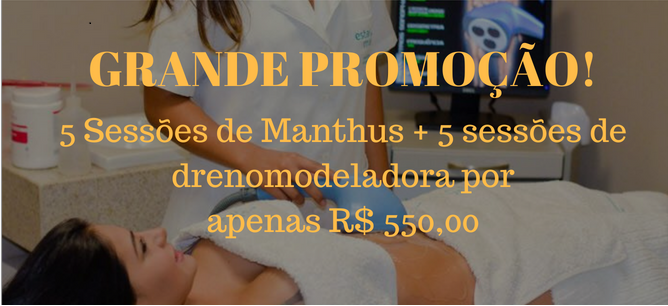 GRANDE PROMOÇÃO!
5 Sessões de Manthus + 5 sessões de
drenomodeladora por
apenas R$ 550,00